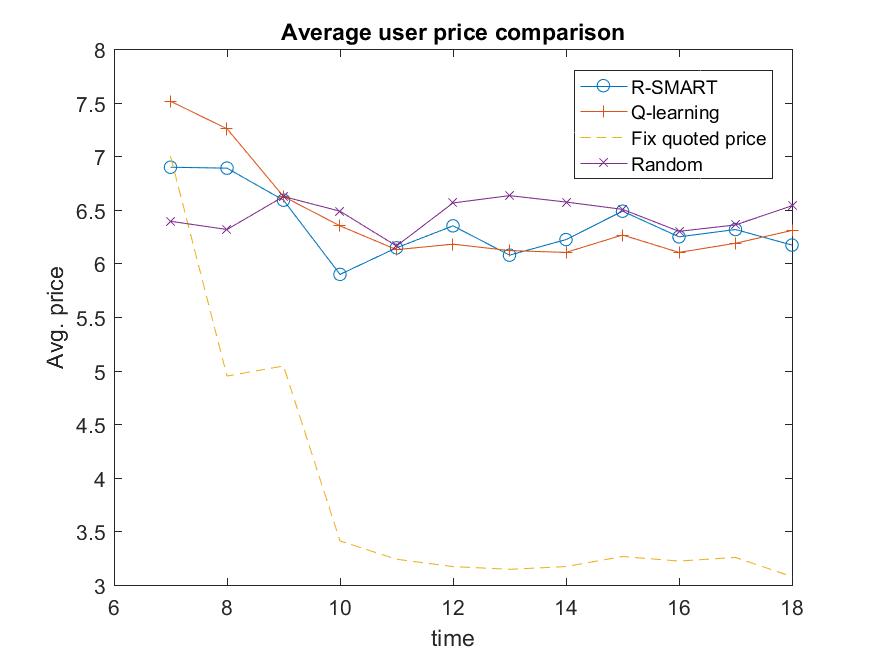 Average user price comparison
8
7.5
7
6.5
6
5.5
5
4.5
4
3.5
3
Avg. price
R-SMART
Q-learning
Fix quoted price
Random
6 8 10 12 14 16 18
time